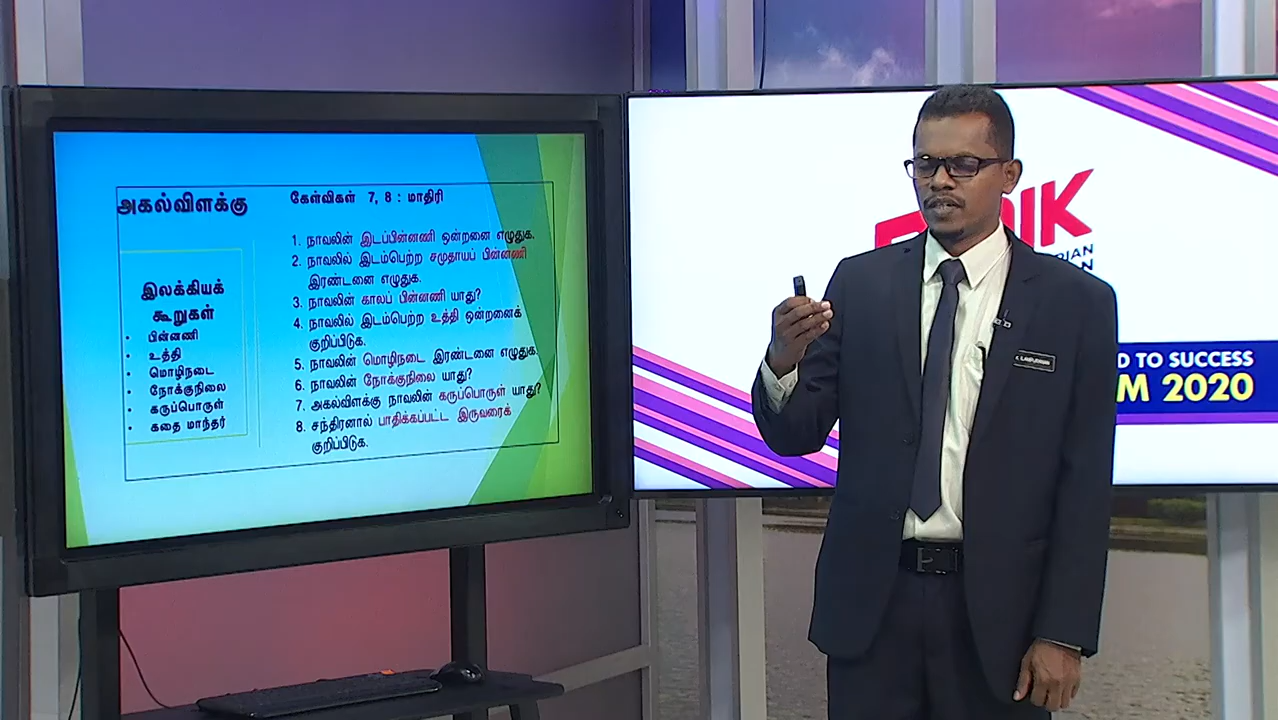 அகல்விளக்கு
கேள்விகள் 7, 8 : மாதிரி
இலக்கியக்
கூறுகள்
• பின்னணி
• உத்தி
• மொழிநடை
• நோக்குநிலை
• கருப்பொருள்
• கதை மாந்தர்
1. நாவலின் இடப்பின்னணி ஒன்றனை எழுதுக.
2. நாவலில் இடம்பெற்ற சமுதாயப் பின்னணி
இரண்டனை எழுதுக.
3. நாவலின் காலப் பின்னணி யாது?
4. நாவலில் இடம்பெற்ற உத்தி ஒன்றனைக்
குறிப்பிடுக.
5. நாவலின் மொழிநடை இரண்டனை எழுதுக.
6. நாவலின் நோக்குநிலை யாது?
7. அகல்விளக்கு நாவலின் கருப்பொருள் யாது?
8. சந்திரனால் பாதிக்கப்பட்ட இருவரைக்
குறிப்பிடுக.
D TO SUCCESS
M 2020